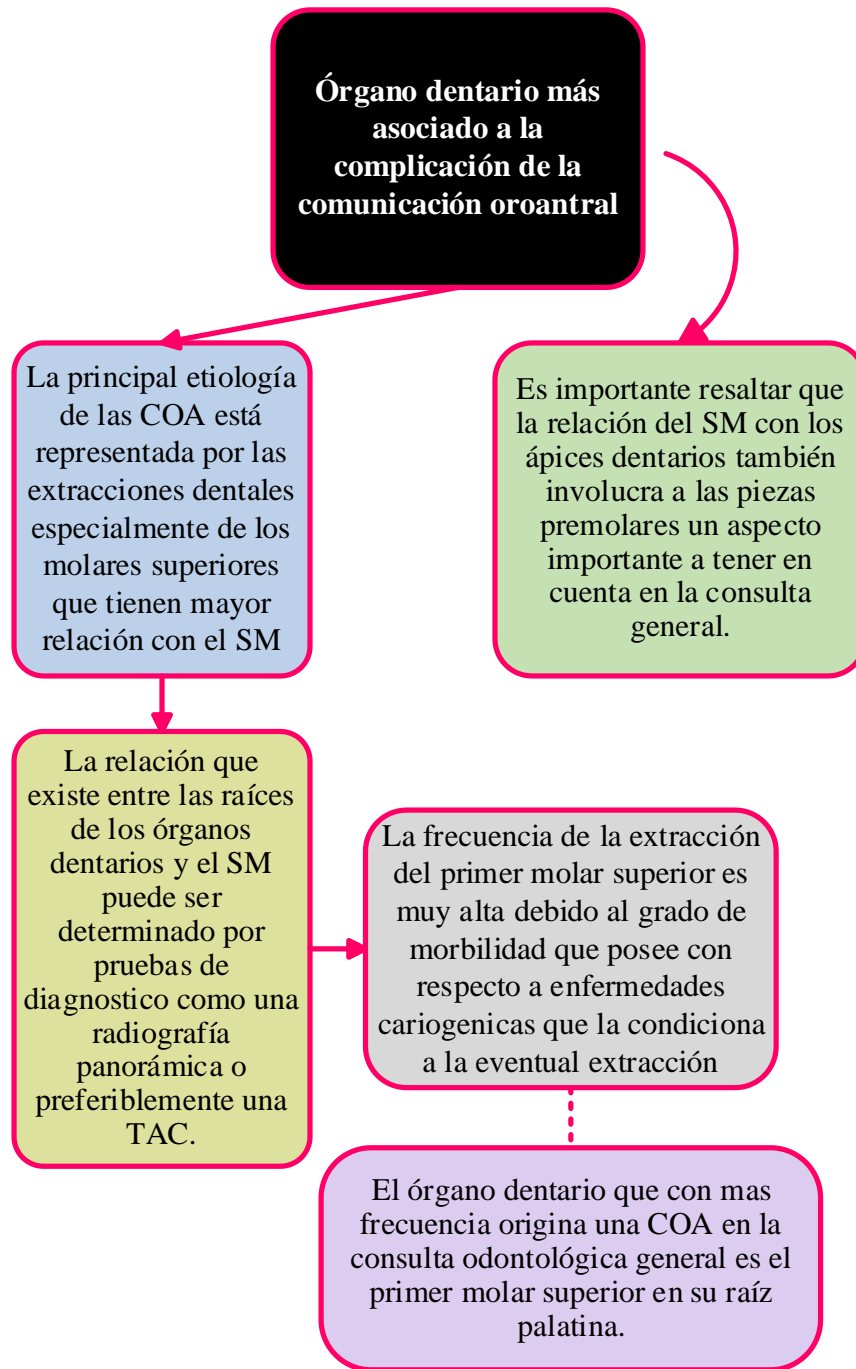 Órgano dentario más
asociado a la
complicación de la
comunicación oroantral
La principal etiología
de las COA está
representada por las
extracciones dentales
especialmente de los
molares superiores
que tienen mayor
relación con el SM
Es importante resaltar que
la relación del SM con los
ápices dentarios también
involucra a las piezas
premolares un aspecto
importante a tener en
cuenta en la consulta
general.
La relación que
existe entre las raíces
de los órganos
dentarios y el SM
puede ser
determinado por
pruebas de
diagnostico como una
radiografía
panorámica o
preferiblemente una
TAC.
La frecuencia de la extracción
del primer molar superior es
muy alta debido al grado de
morbilidad que posee con
respecto a enfermedades
cariogenicas que la condiciona
a la eventual extracción
El órgano dentario que con mas
frecuencia origina una COA en la
consulta odontológica general es el
primer molar superior en su raíz
palatina.